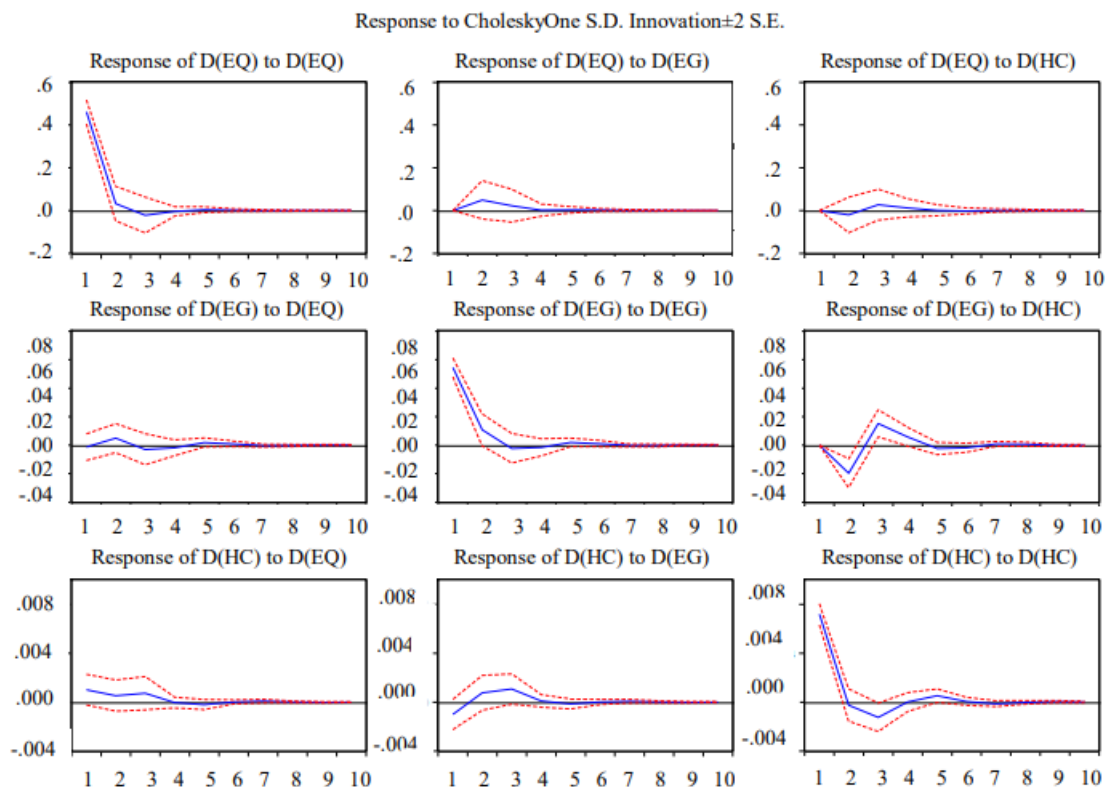 Response to CholeskyOne S.D. Innovation±2 S.E.
Response of D(EQ) to D(EQ)
.6
.4
.2
.0
-.2
1 2 3 4 5 6 7 8 9 10
Response of D(EQ) to D(EG)
.6
.4
.2
.0
-.2
1 2 3 4 5 6 7 8 9 10
Response of D(EQ) to D(HC)
.6
.4
.2
.0
-.2
1 2 3 4 5 6 7 8 9 10
Response of D(EG) to D(EQ)
.08
.06
.04
.02
.00
-.02
-.04
1 2 3 4 5 6 7 8 9 10
Response of D(EG) to D(EG)
.08
.06
.04
.02
.00
-.02
-.04
1 2 3 4 5 6 7 8 9 10
Response of D(EG) to D(HC)
.08
.06
.04
.02
.00
-.02
-.04
1 2 3 4 5 6 7 8 9 10
Response of D(HC) to D(EQ)
.008
.004
.000
-.004
1 2 3 4 5 6 7 8 9 10
Response of D(HC) to D(EG)
.008
.004
.000
-.004
1 2 3 4 5 6 7 8 9 10
Response of D(HC) to D(HC)
.008
.004
.000
-.004
1 2 3 4 5 6 7 8 9 10